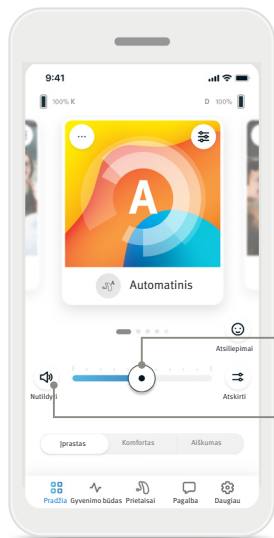 9:41
100% K
D 100%
A
Automatinis
Atsiliepimai
Nutildyti
Atskirti
Įprastas Komfortas Aiškumas
Pradžia Gyvenimo būdas Prietaisai Pagalba Daugiau